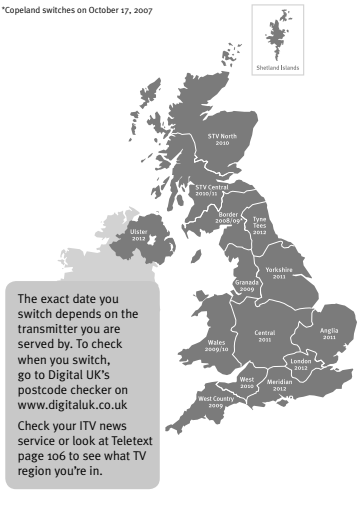 *Copeland switches on October 17, 2007
Shetland Islands
STV North
2010
STV Central
2010/11
Border
2008/09
Tyne
Tees
2012
Ulster
2012
Yorkshire
2011
Granada
2009
Anglia
2011
Central
2011
Wales
2009/10
London
2012
West
2010
Meridian
2012
West Country
2009
The exact date you
switch depends on the
transmitter you are
served by. To check
when you switch,
go to Digital UK's
postcode checker on
www.digitaluk.co.uk
Check your ITV news
service or look at Teletext
page 106 to see what TV
region you're in.